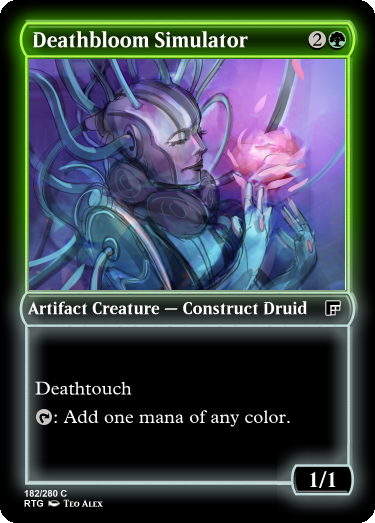 Deathbloom Simulator 2
Artifact Creature — Construct Druid
Deathtouch
: Add one mana of any color.
1/1
182/280 C
RTG Teo Alex